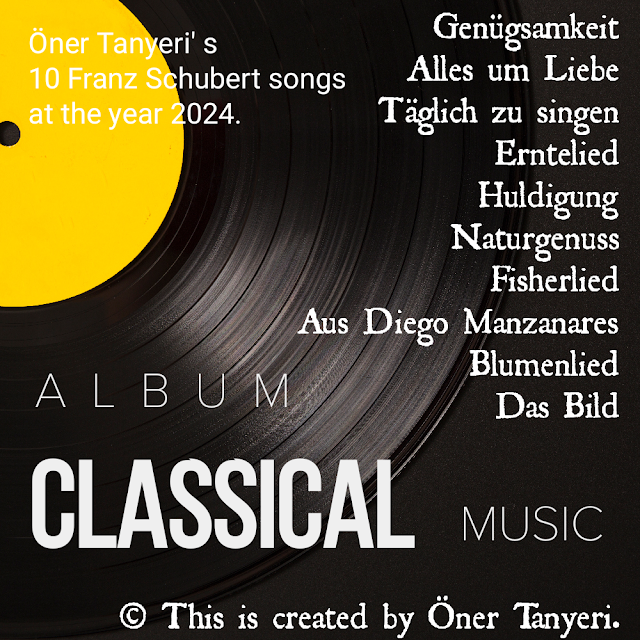 Öner Tanyeri' s
10 Franz Schubert songs
at the year 2024.
Genügsamkeit
Alles um Liebe
Täglich zu singen
Erntelied
Huldigung
Naturgenuss
Fisherlied
Aus Diego Manzanares
Blumenlied
Das Bild
ALBUM
CLASSICAL
MUSIC
© This is created by Öner Tanyeri.